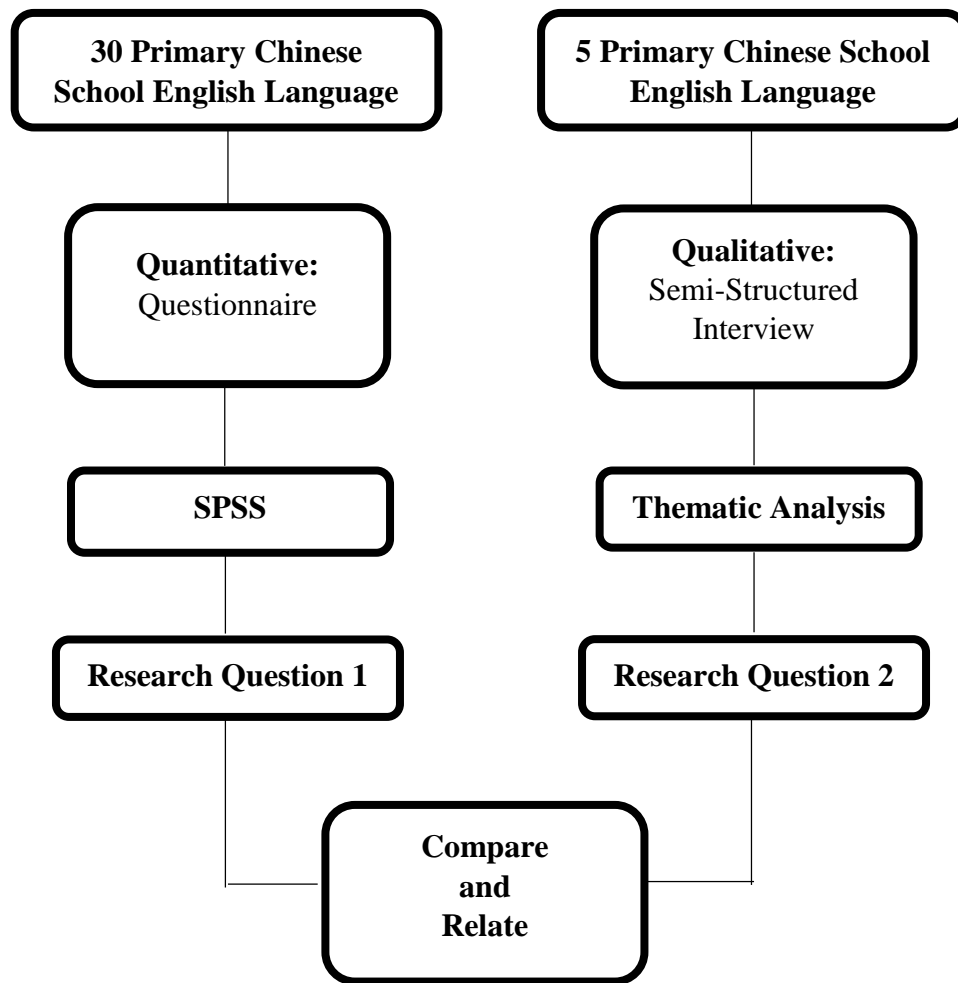 30 Primary Chinese
School English Language
5 Primary Chinese School
English Language
Quantitative:
Questionnaire
Qualitative:
Semi-Structured
Interview
SPSS
Thematic Analysis
Research Question 1
Research Question 2
Compare
and
Relate